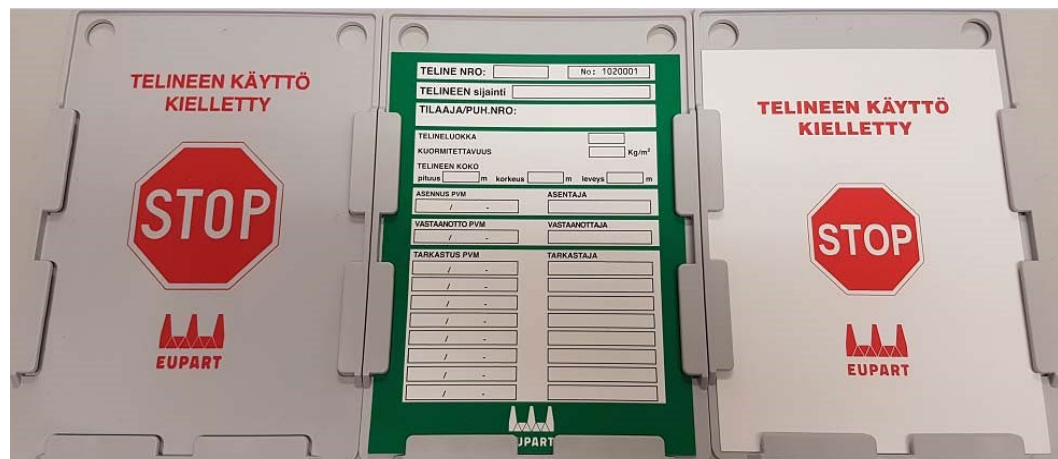 TELINEEN KÄYTTÖ
KIELLETTY
STOP
EUPART
TELINE NRO: No: 1020001
TELINEEN sijainti
TILAAJA/PUH.NRO:
TELINELUOKKA
KUORMITETTAVUUS Kg/m²
TELINEEN KOKO
pituus m korkeus m leveys m
ASENNUS PVM ASENTAJA
/ -
VASTAANOTTO PVM VASTAANOTTAJA
/ -
TARKASTUS PVM TARKASTAJA
/ -
/ -
/ -
/ -
/ -
/ -
/ -
/ -
UPART
TELINEEN KÄYTTÖ
KIELLETTY
STOP
EUPART